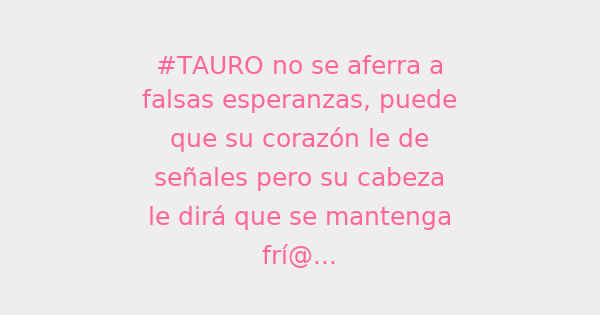 #TAURO no se aferra a
falsas esperanzas, puede
que su corazón le de
señales pero su cabeza
le dirá que se mantenga
frí@...